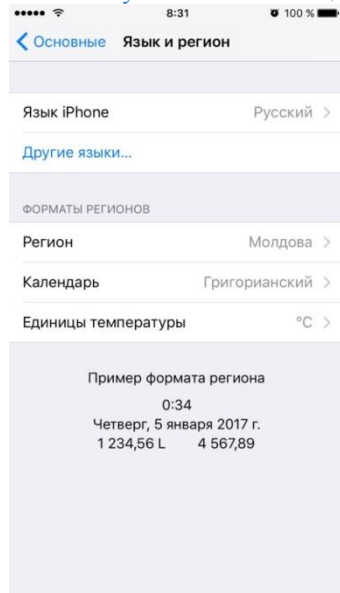 8:31 100 %
Основные Язык и регион
Язык iPhone Русский
Другие языки...
ФОРМАТЫ РЕГИОНОВ
Регион Молдова
Календарь Григорианский
Единицы температуры °C
Пример формата региона
0:34
Четверг, 5 января 2017 г.
1 234,56 L 4 567,89